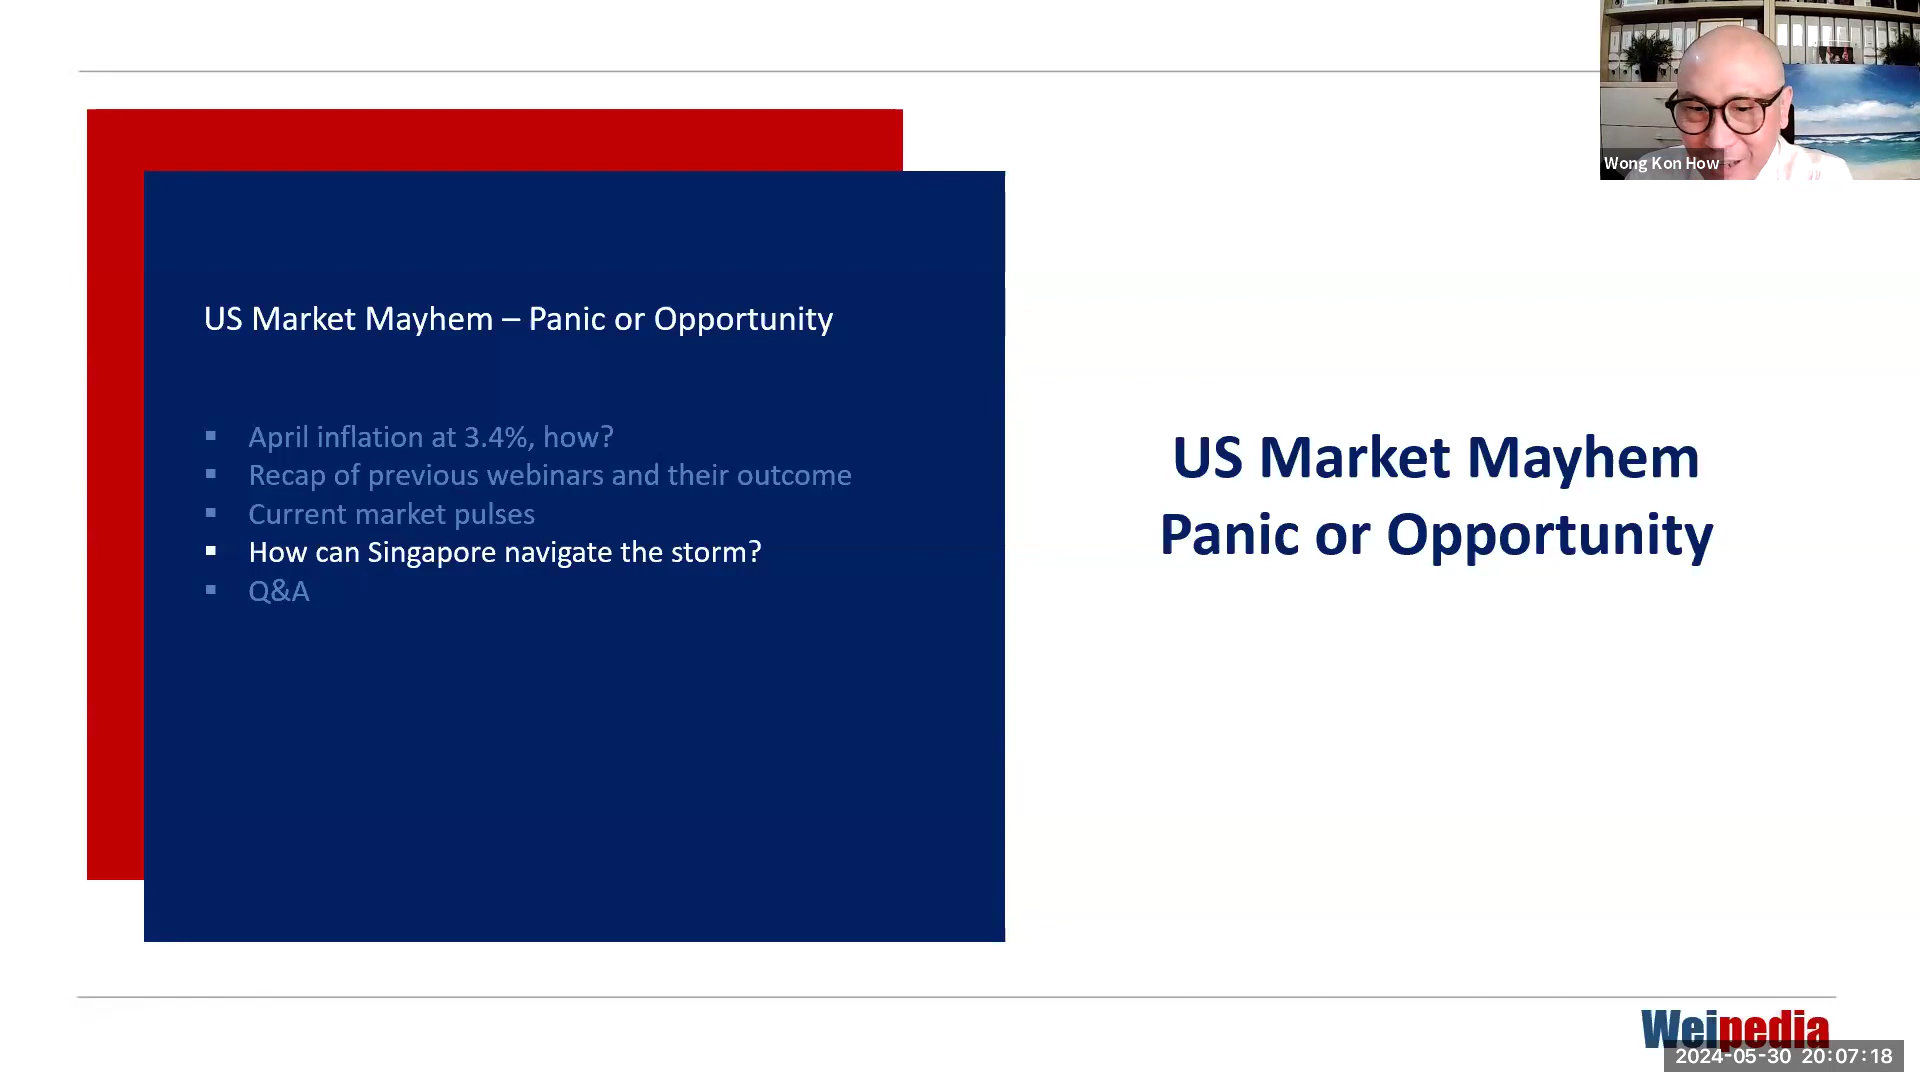 Wong Kon How
US Market Mayhem – Panic or Opportunity
▪ April inflation at 3.4%, how?
▪ Recap of previous webinars and their outcome
▪ Current market pulses
▪ How can Singapore navigate the storm?
▪ Q&A
US Market Mayhem
Panic or Opportunity
Weipedia
2024-05-30 20:07:18